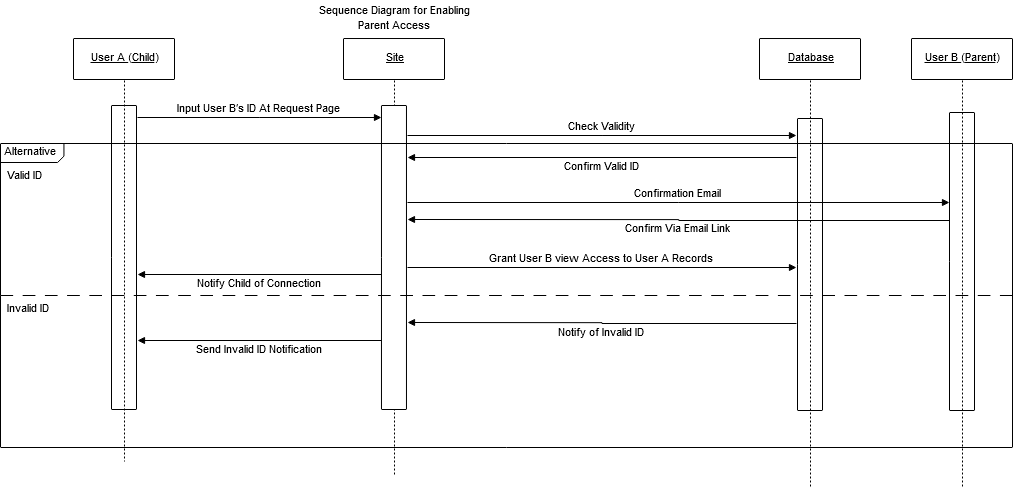 Sequence Diagram for Enabling
Parent Access
User A (Child)
Site
Database
User B (Parent)
Input User B's ID At Request Page
Check Validity
Alternative
Confirm Valid ID
Valid ID
Confirmation Email
Confirm Via Email Link
Grant User B view Access to User A Records
Notify Child of Connection
Invalid ID
Notify of Invalid ID
Send Invalid ID Notification